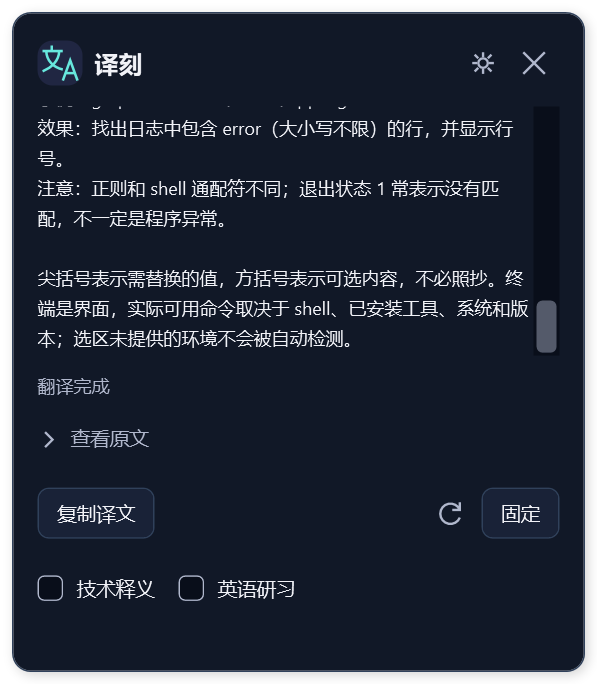 文A 译刻
效果：找出日志中包含 error（大小写不限）的行，并显示行
号。
注意：正则和 shell 通配符不同；退出状态 1 常表示没有匹
配，不一定是程序异常。
尖括号表示需替换的值，方括号表示可选内容，不必照抄。终
端是界面，实际可用命令取决于 shell、已安装工具、系统和版
本；选区未提供的环境不会被自动检测。
翻译完成
查看原文
复制译文
固定
技术释义
英语研习